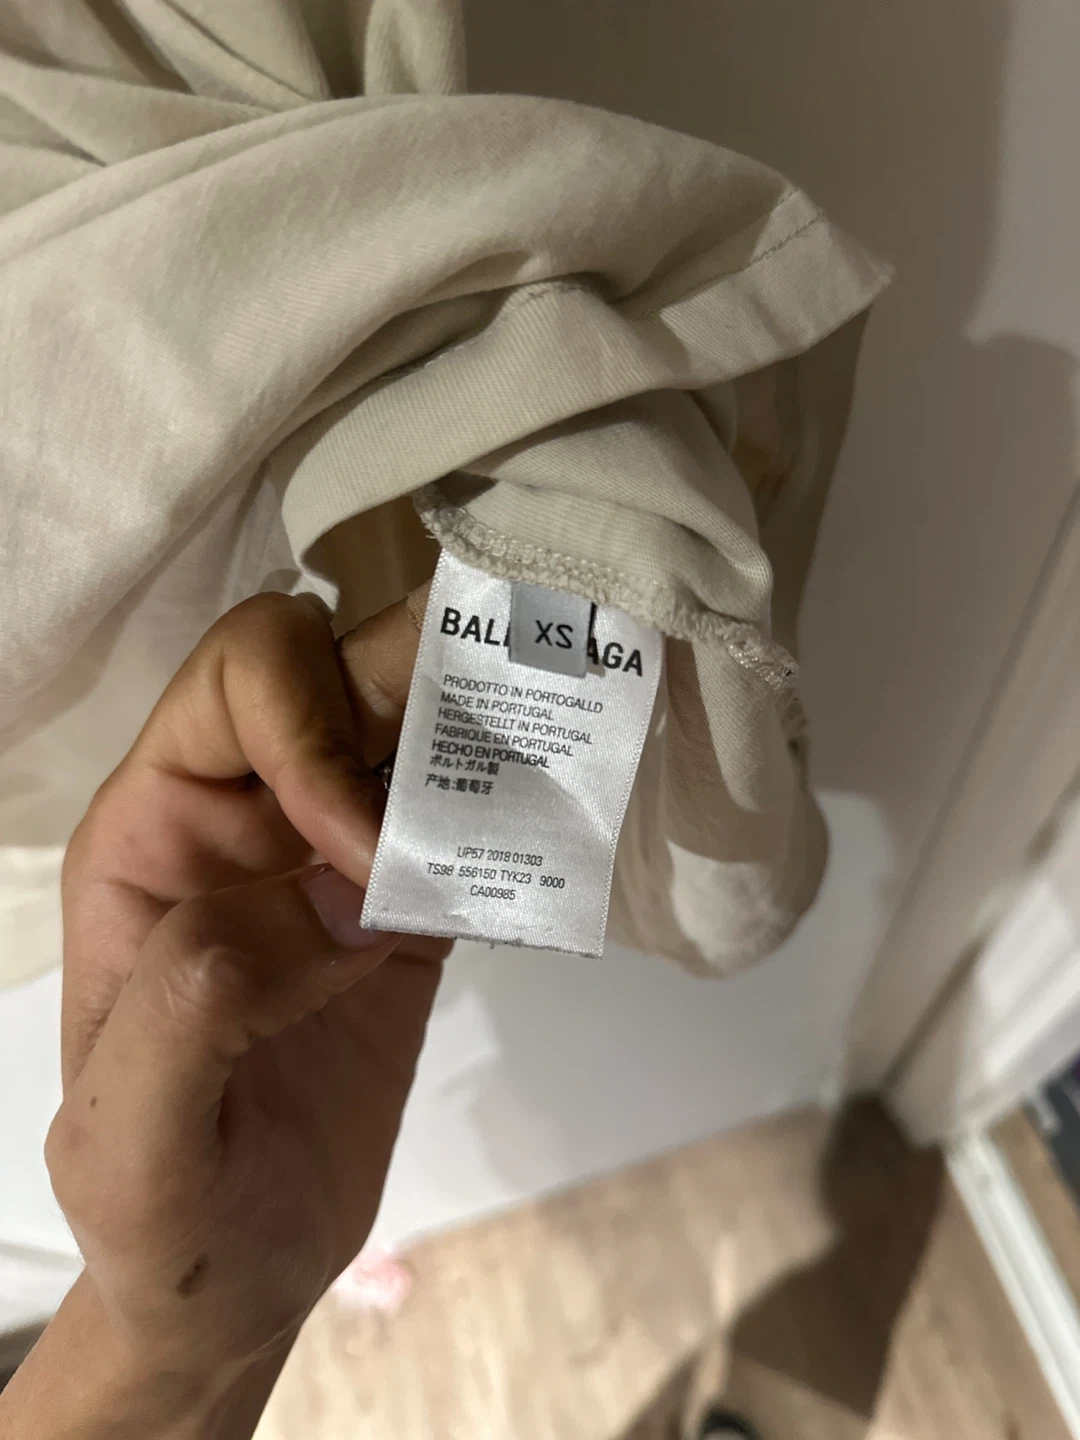 BAL AGA
XS
PRODOTTO IN PORTOGALLO
MADE IN PORTUGAL
HERGESTELLT IN PORTUGAL
FABRIQUE EN PORTUGAL
HECHO EN PORTUGAL
ポルトガル製
产地:葡萄牙
UP57 2018 01303
TS98 556150 TYK23 9000
CA00985